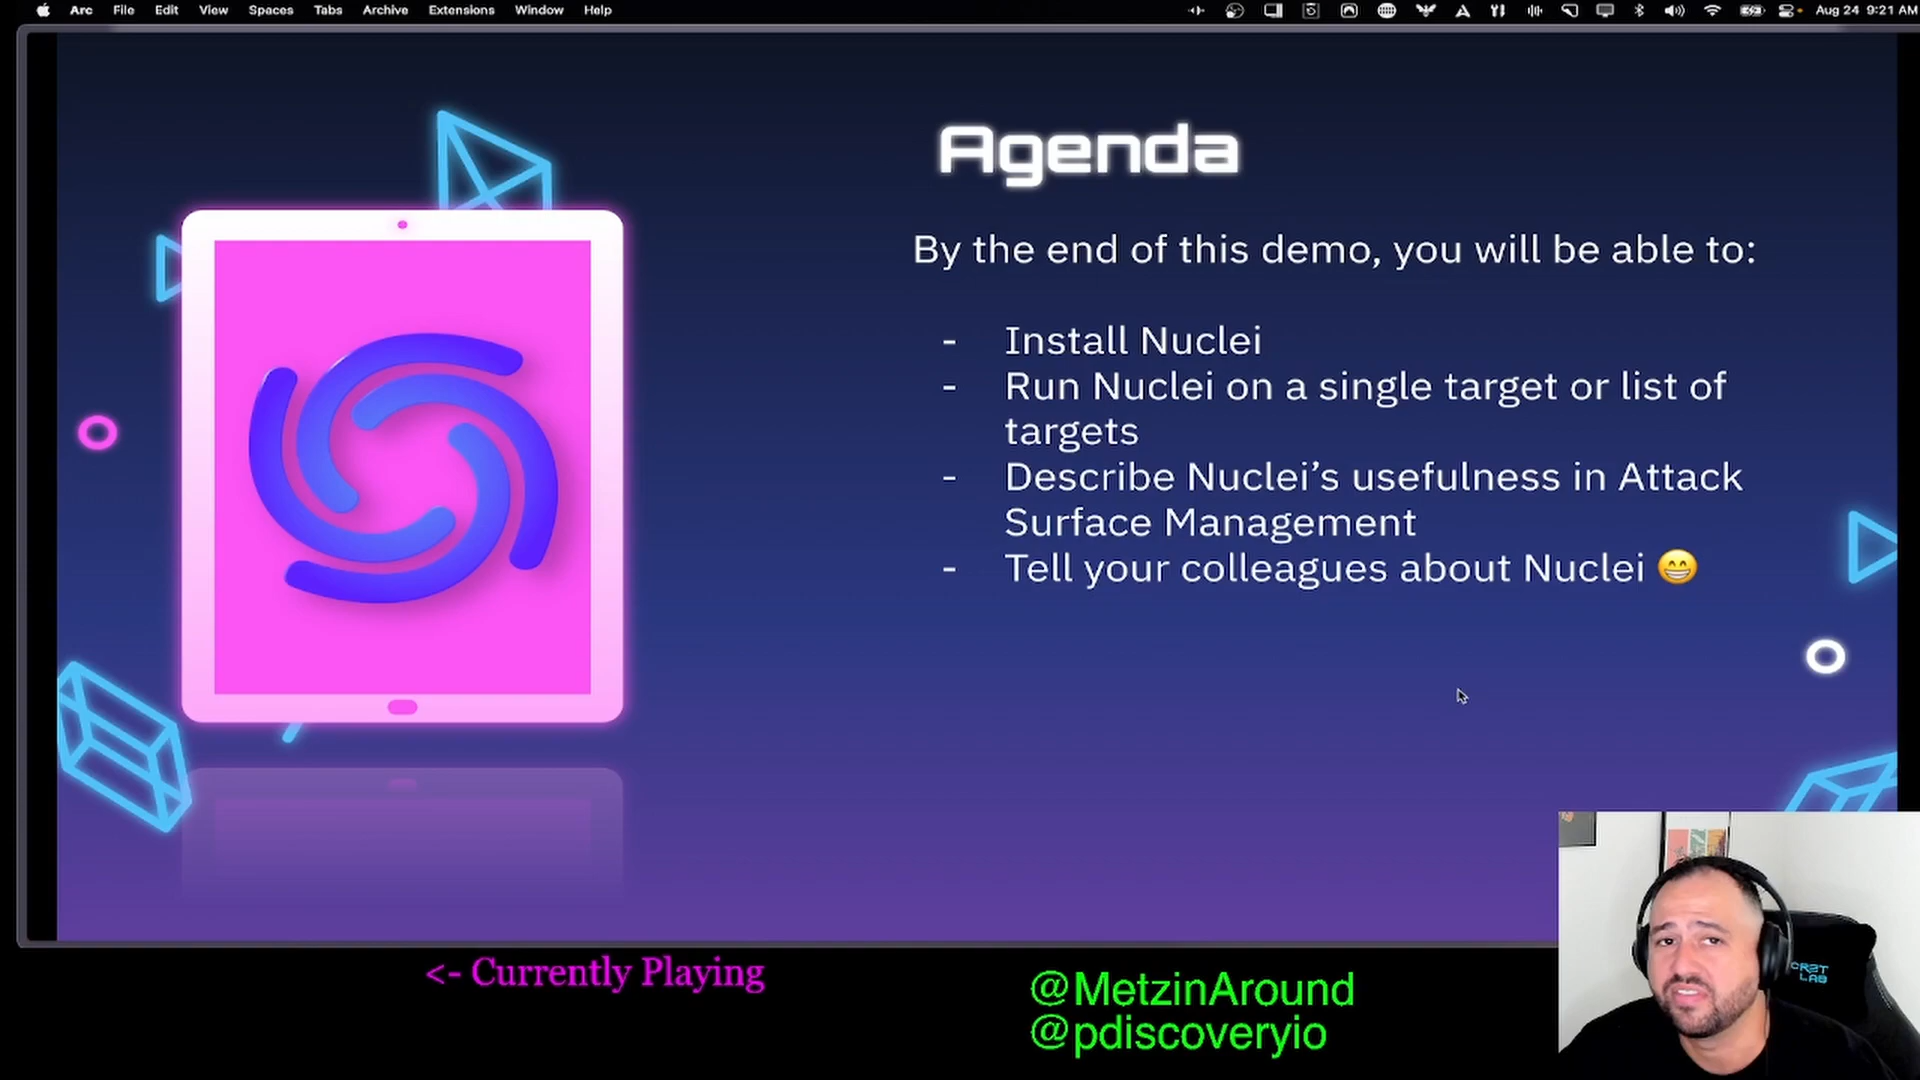 Arc File Edit View Spaces Tabs Archive Extensions Window Help Aug 24 9:21 AM
Agenda
By the end of this demo, you will be able to:
- Install Nuclei
- Run Nuclei on a single target or list of
targets
- Describe Nuclei’s usefulness in Attack
Surface Management
- Tell your colleagues about Nuclei 😁
<- Currently Playing
@MetzinAround
@pdiscoveryio
LAB